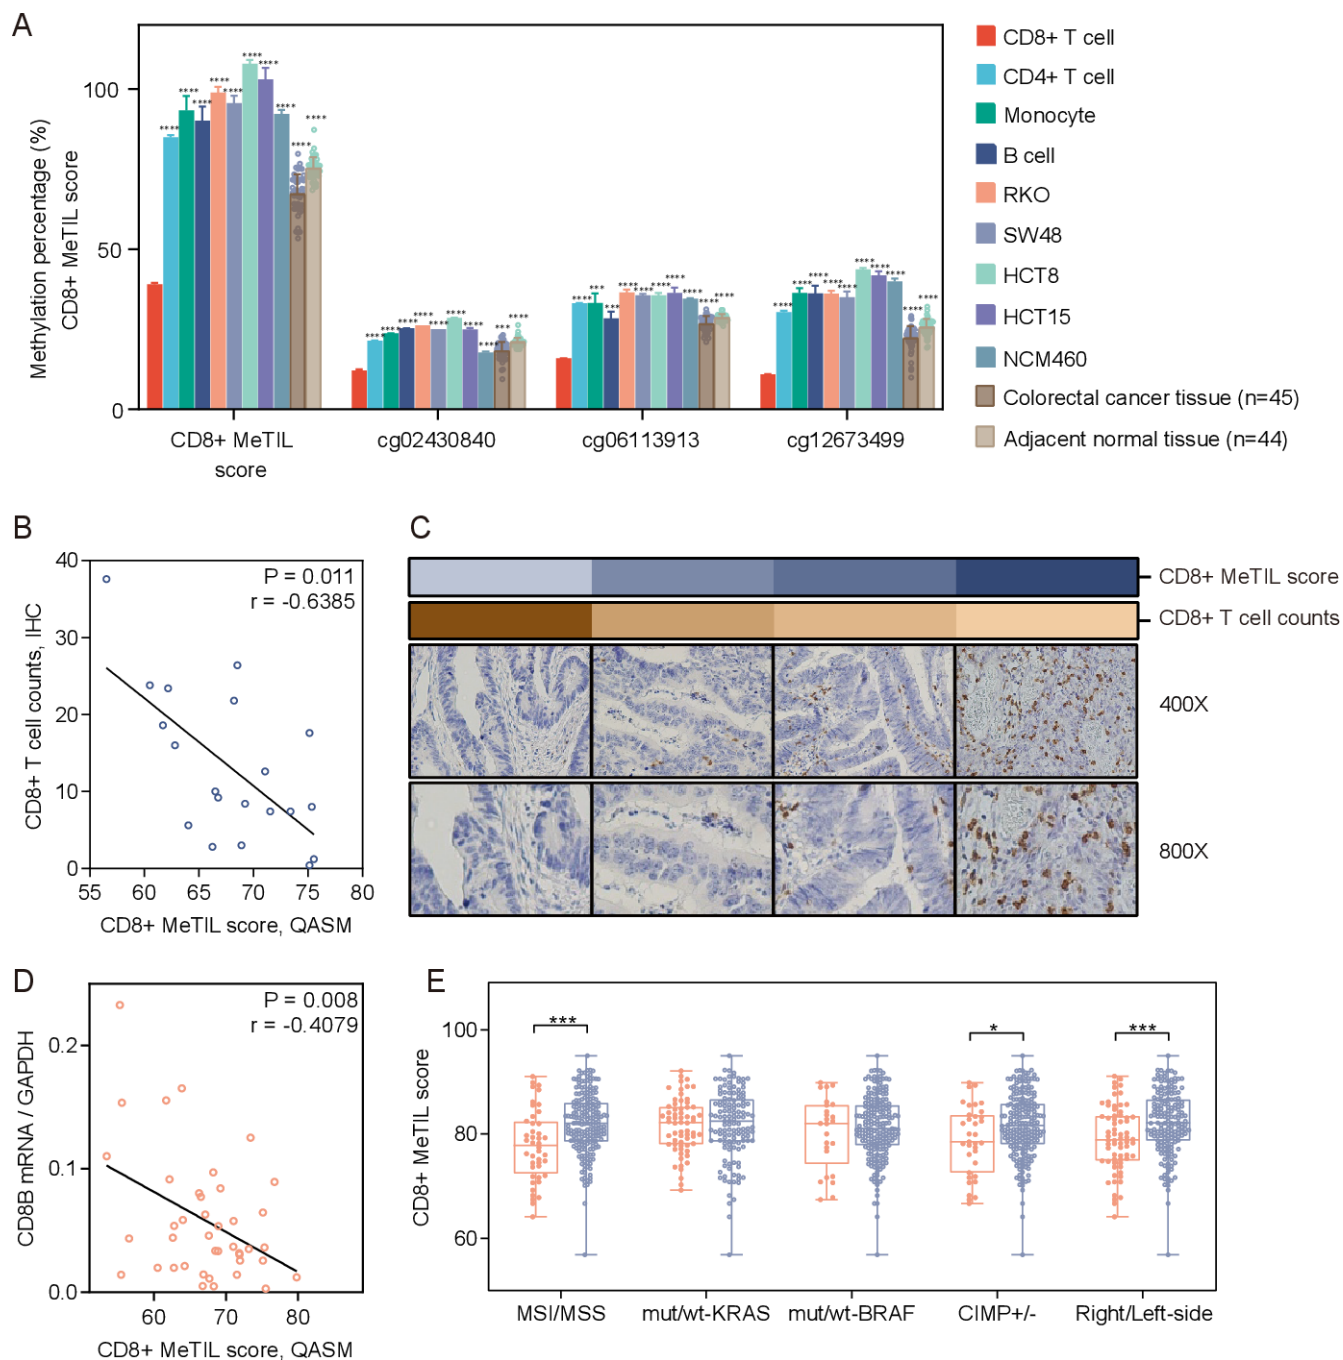 A
Methylation percentage (%)
CD8+ MeTIL score
100
50
0
**** **** **** **** **** **** **** **** **** ****
**** **** **** **** **** **** **** **** *** ****
**** *** *** **** **** **** **** **** **** ****
**** **** **** **** **** **** **** **** **** ****
CD8+ MeTIL
score
cg02430840
cg06113913
cg12673499
CD8+ T cell
CD4+ T cell
Monocyte
B cell
RKO
SW48
HCT8
HCT15
NCM460
Colorectal cancer tissue (n=45)
Adjacent normal tissue (n=44)
B
CD8+ T cell counts, IHC
40
30
20
10
0
P = 0.011
r = -0.6385
55 60 65 70 75 80
CD8+ MeTIL score, QASM
C
CD8+ MeTIL score
CD8+ T cell counts
400X
800X
D
CD8B mRNA / GAPDH
0.2
0.1
0.0
P = 0.008
r = -0.4079
60 70 80
CD8+ MeTIL score, QASM
E
CD8+ MeTIL score
100
80
60
*** * ***
MSI/MSS mut/wt-KRAS mut/wt-BRAF CIMP+/- Right/Left-side